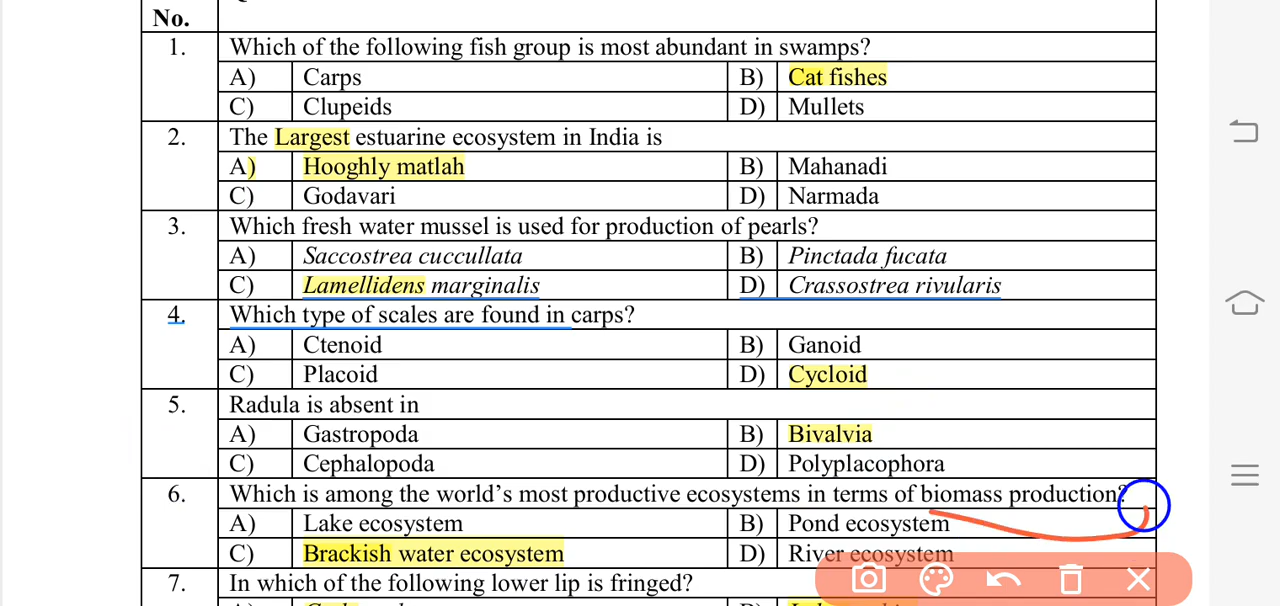 No.
1. Which of the following fish group is most abundant in swamps?
A) Carps B) Cat fishes
C) Clupeids D) Mullets
2. The Largest estuarine ecosystem in India is
A) Hooghly matlah B) Mahanadi
C) Godavari D) Narmada
3. Which fresh water mussel is used for production of pearls?
A) Saccostrea cuccullata B) Pinctada fucata
C) Lamellidens marginalis D) Crassostrea rivularis
4. Which type of scales are found in carps?
A) Ctenoid B) Ganoid
C) Placoid D) Cycloid
5. Radula is absent in
A) Gastropoda B) Bivalvia
C) Cephalopoda D) Polyplacophora
6. Which is among the world’s most productive ecosystems in terms of biomass production?
A) Lake ecosystem B) Pond ecosystem
C) Brackish water ecosystem D) River ecosystem
7. In which of the following lower lip is fringed?